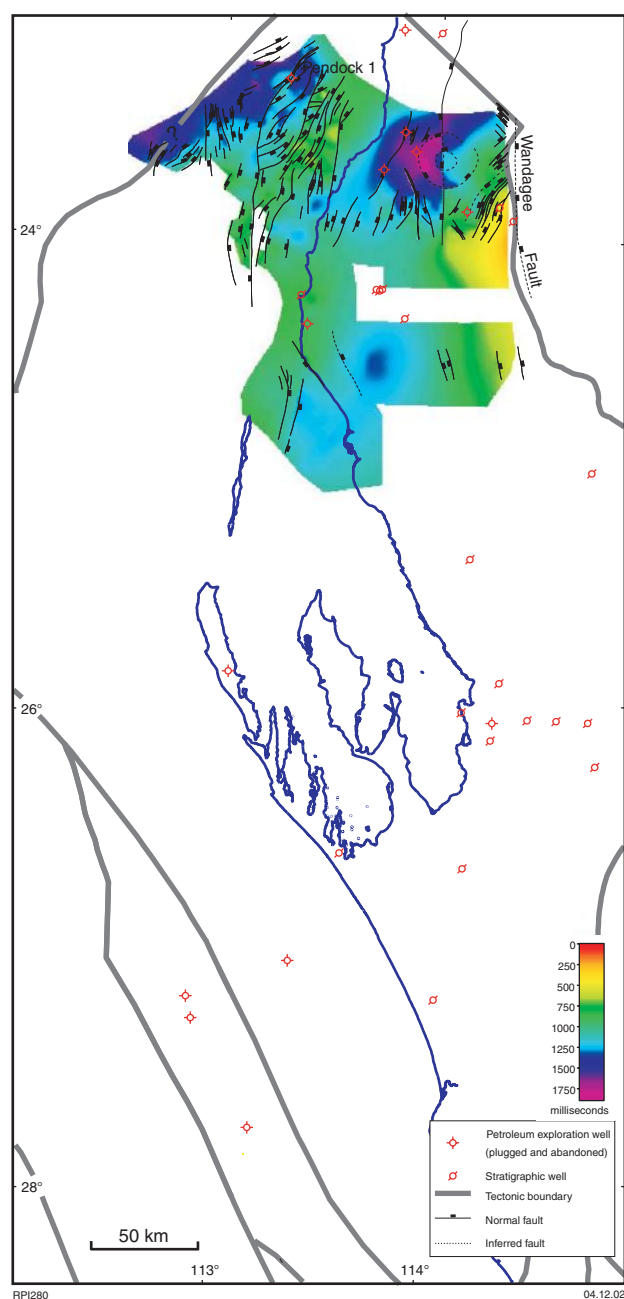 Pendock 1
?
Wandagee
Fault
24°
26°
28°
0
250
500
750
1000
1250
1500
1750
milliseconds
Petroleum exploration well
(plugged and abandoned)
Stratigraphic well
Tectonic boundary
Normal fault
Inferred fault
50 km
113°
114°
RPI280
04.12.02